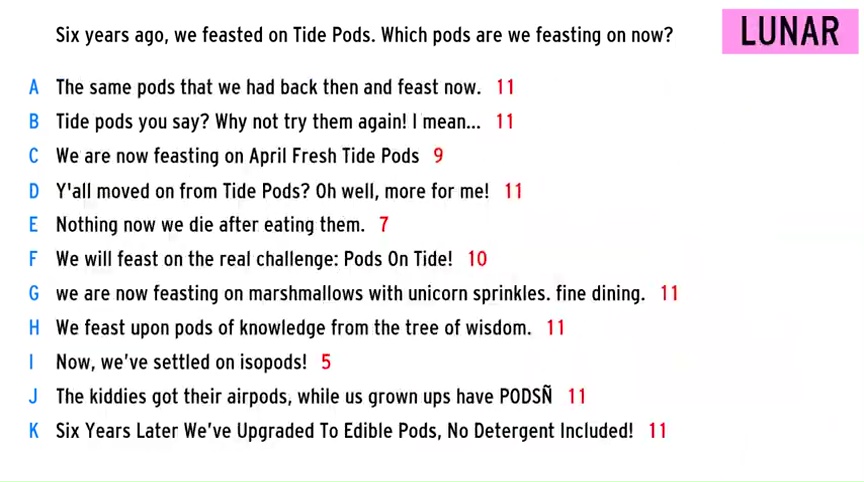 Six years ago, we feasted on Tide Pods. Which pods are we feasting on now?
LUNAR
A The same pods that we had back then and feast now. 11
B Tide pods you say? Why not try them again! I mean... 11
C We are now feasting on April Fresh Tide Pods 9
D Y'all moved on from Tide Pods? Oh well, more for me! 11
E Nothing now we die after eating them. 7
F We will feast on the real challenge: Pods On Tide! 10
G we are now feasting on marshmallows with unicorn sprinkles. fine dining. 11
H We feast upon pods of knowledge from the tree of wisdom. 11
I Now, we've settled on isopods! 5
J The kiddies got their airpods, while us grown ups have PODSÑ 11
K Six Years Later We've Upgraded To Edible Pods, No Detergent Included! 11